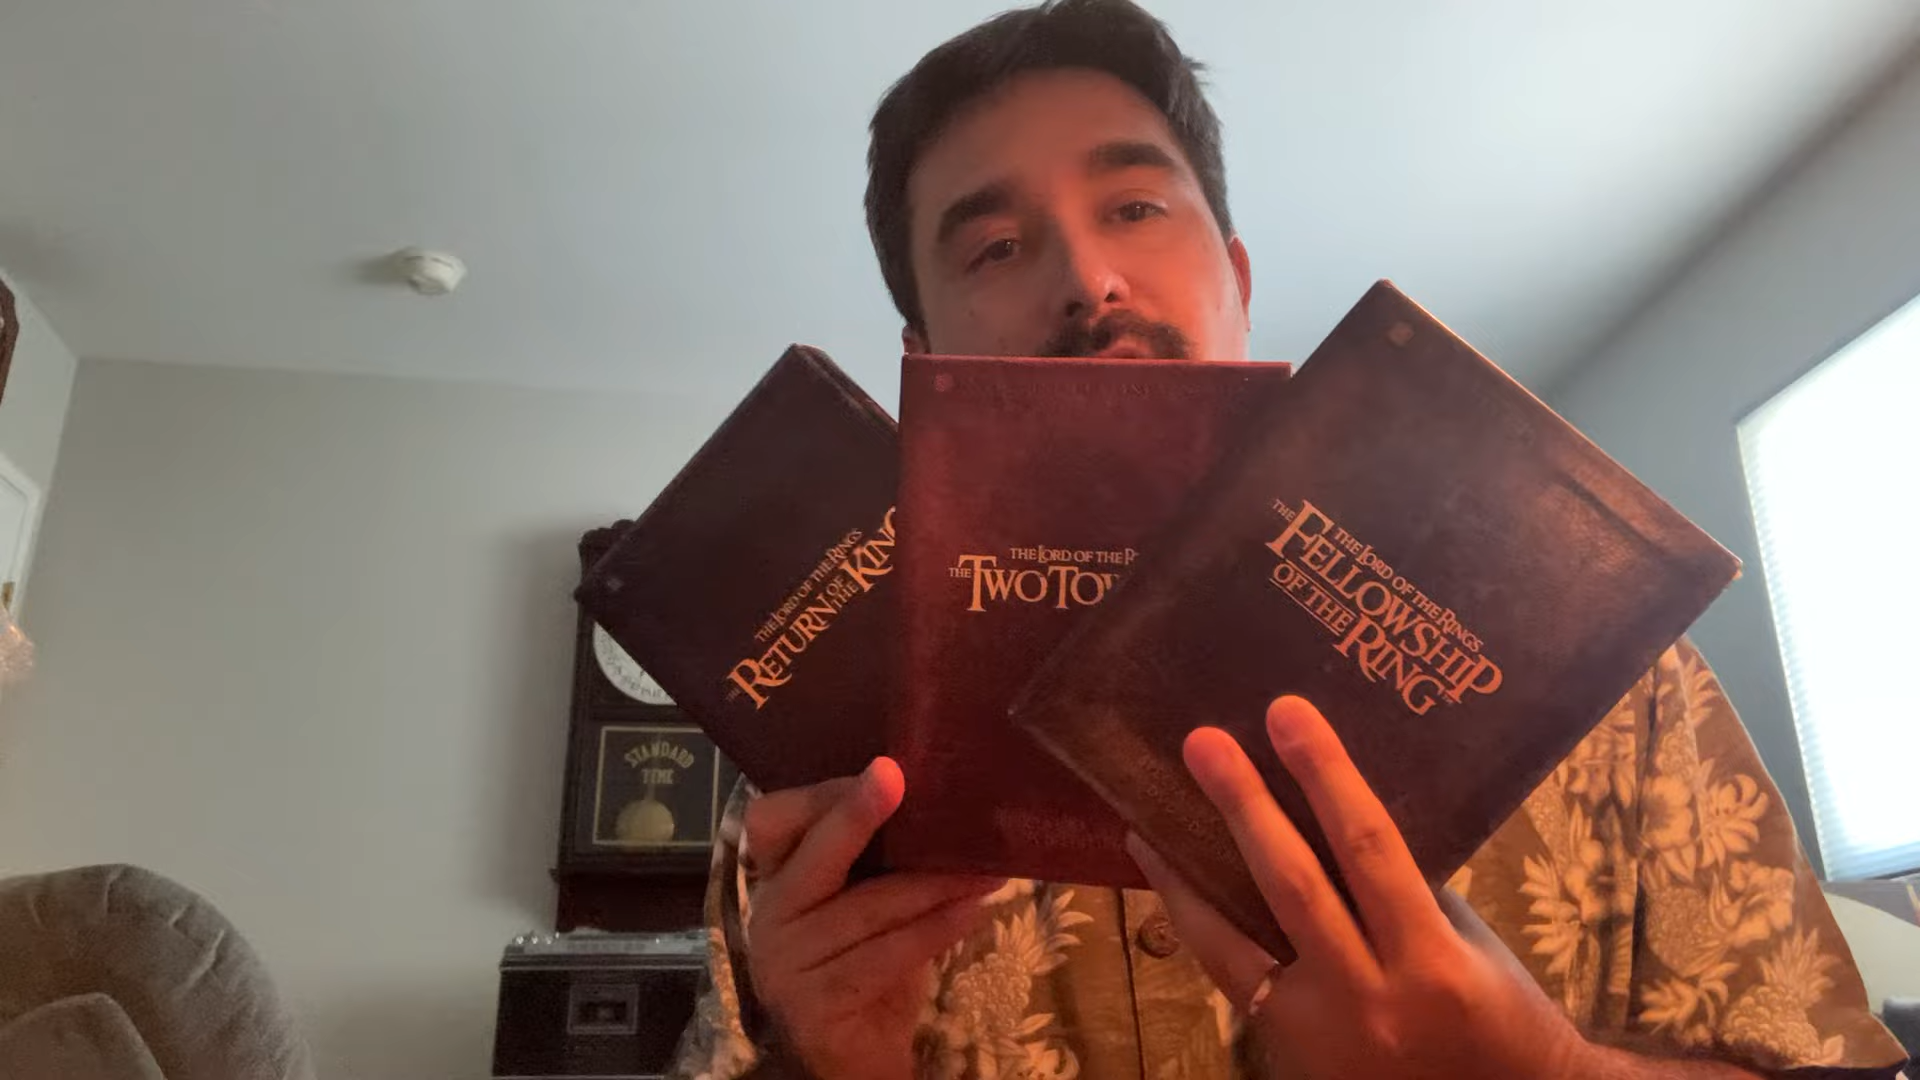 THE LORD OF THE RINGS
THE RETURN OF THE KING
THE LORD OF THE R
THE TWO TOW
THE LORD OF THE RINGS
THE FELLOWSHIP
OF THE RING
STANDARD
TIME